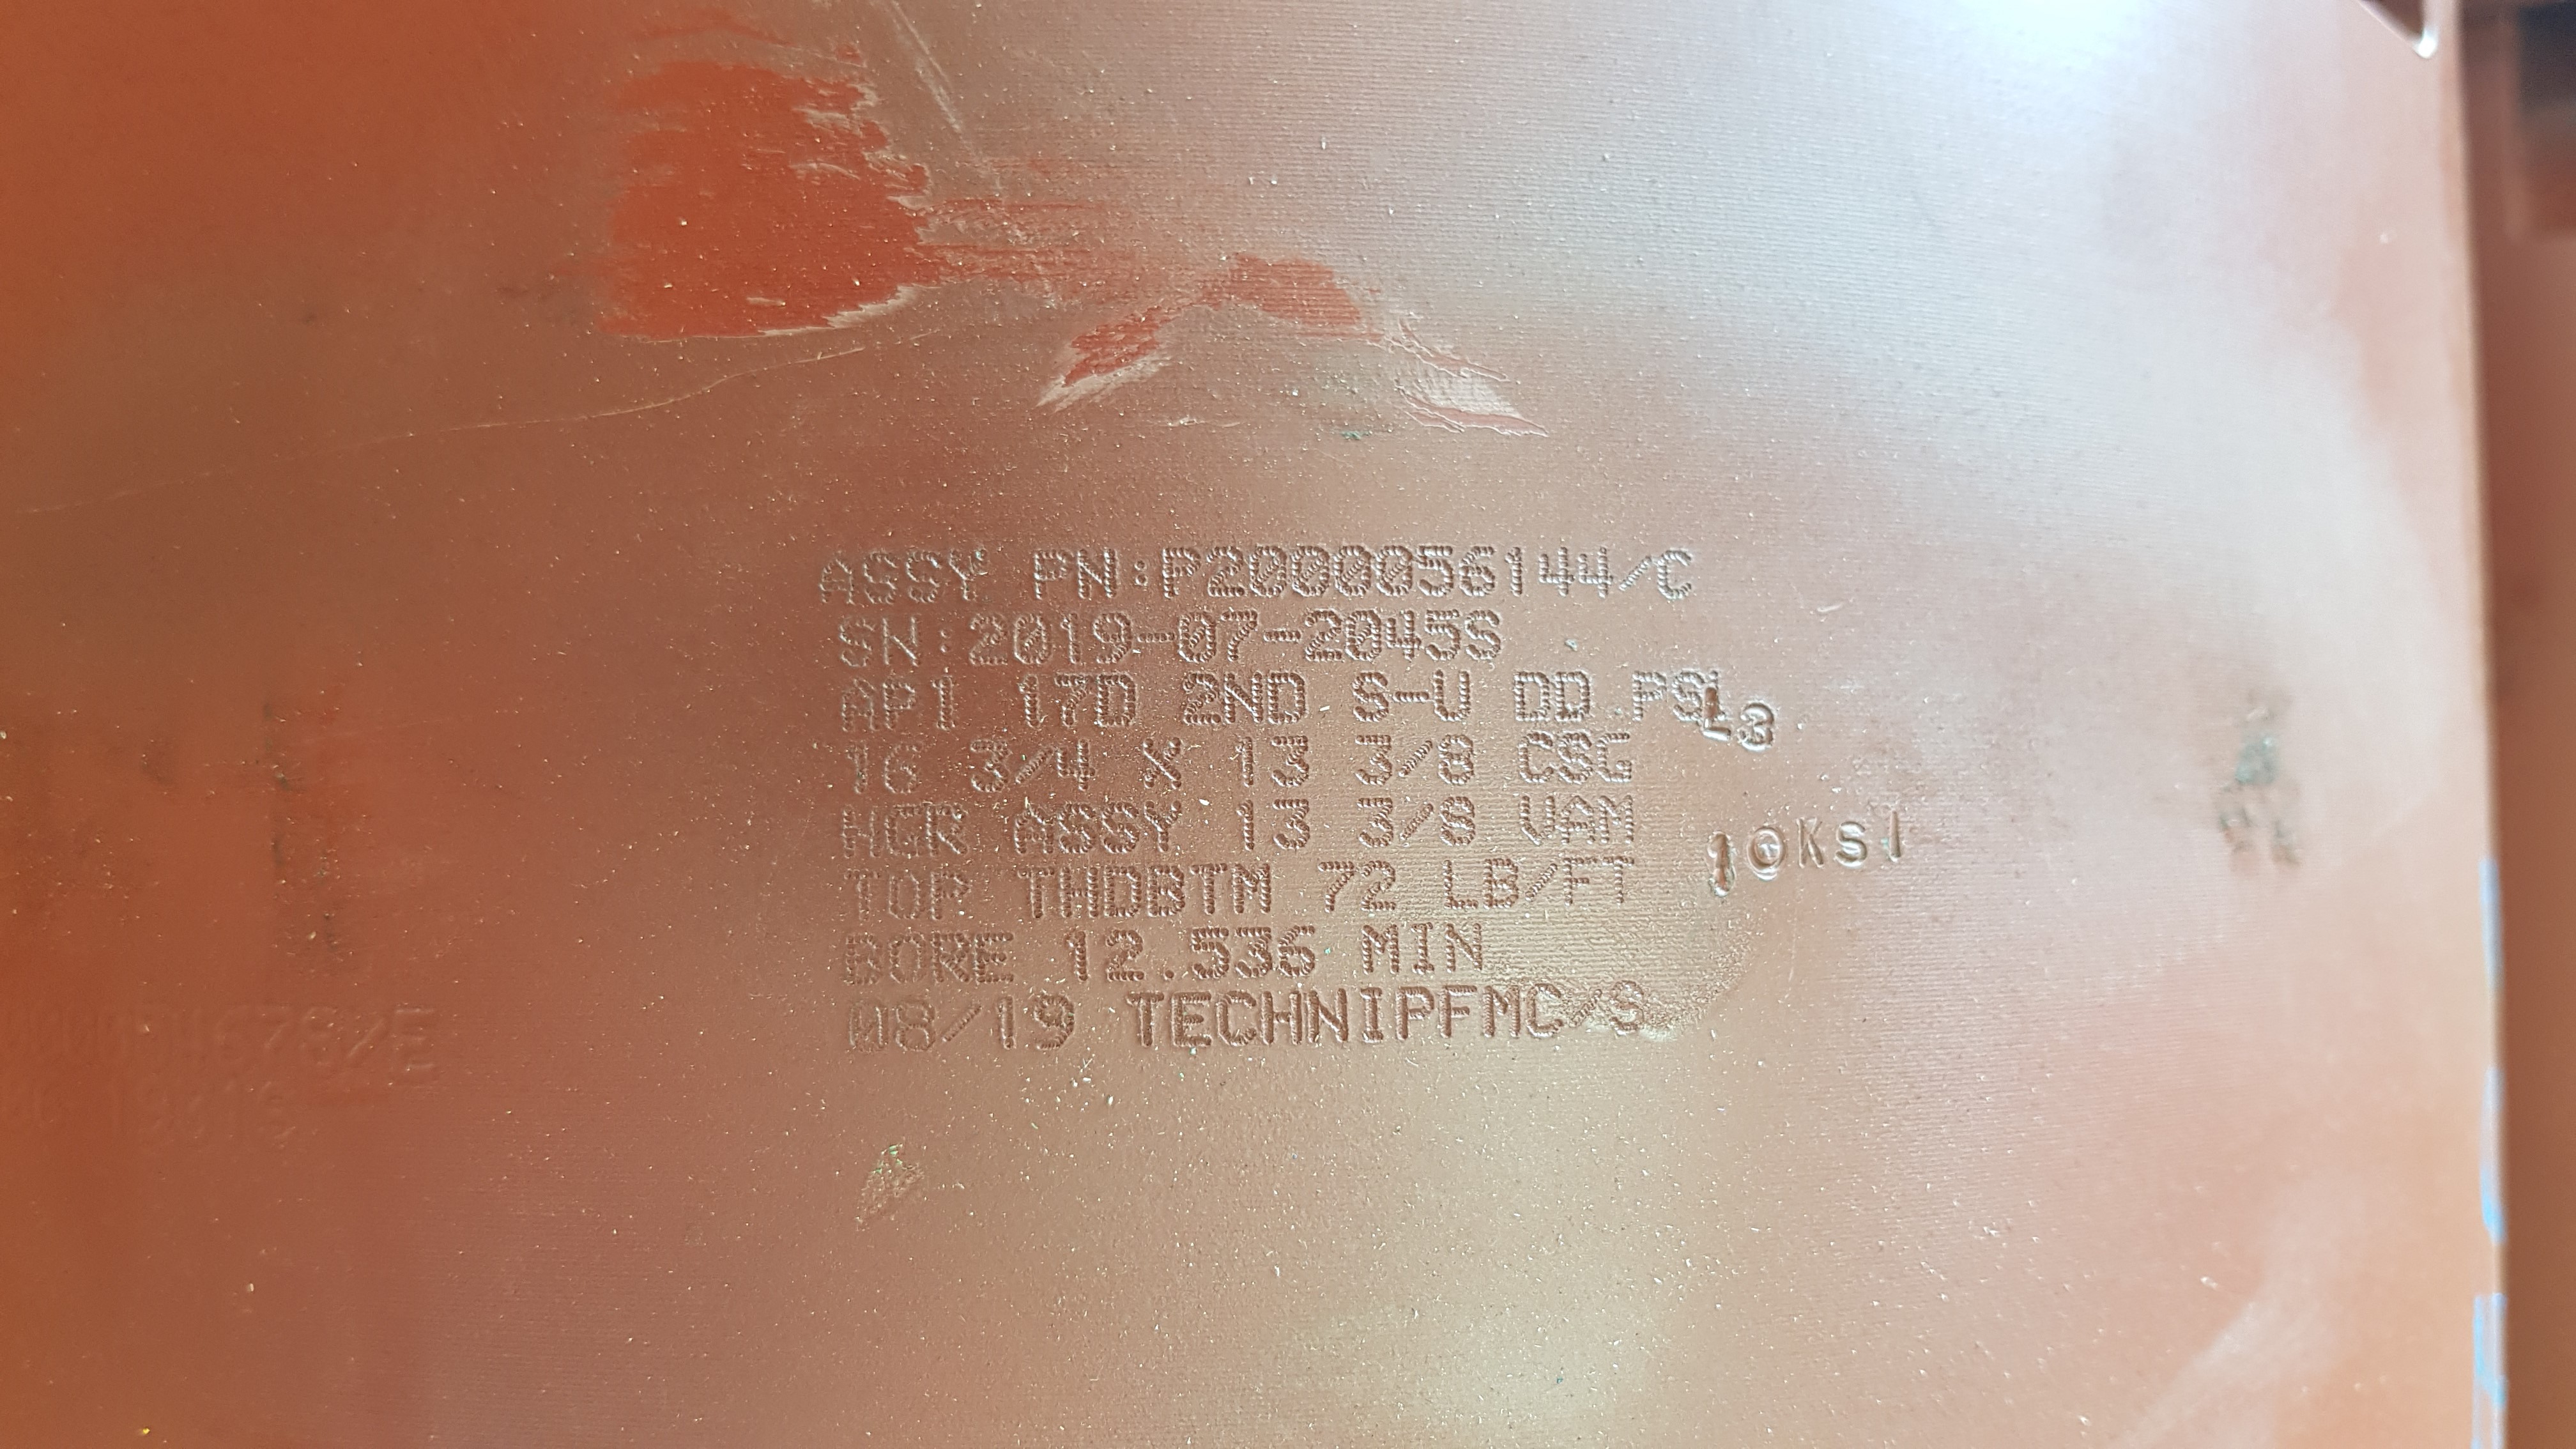 ASSY PN:P2000056144/C
SN:2019-07-2045S
API 17D 2ND S-U DD PSL3
16 3/4 X 13 3/8 CSG
HGR ASSY 13 3/8 VAM
10KSI
TOP THDBTM 72 LB/FT
BORE 12.536 MIN
08/19 TECHNIPFMC/S